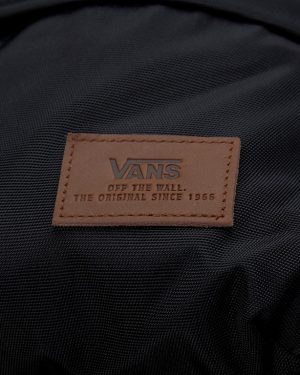 VANS
OFF THE WALL.
THE ORIGINAL SINCE 1966